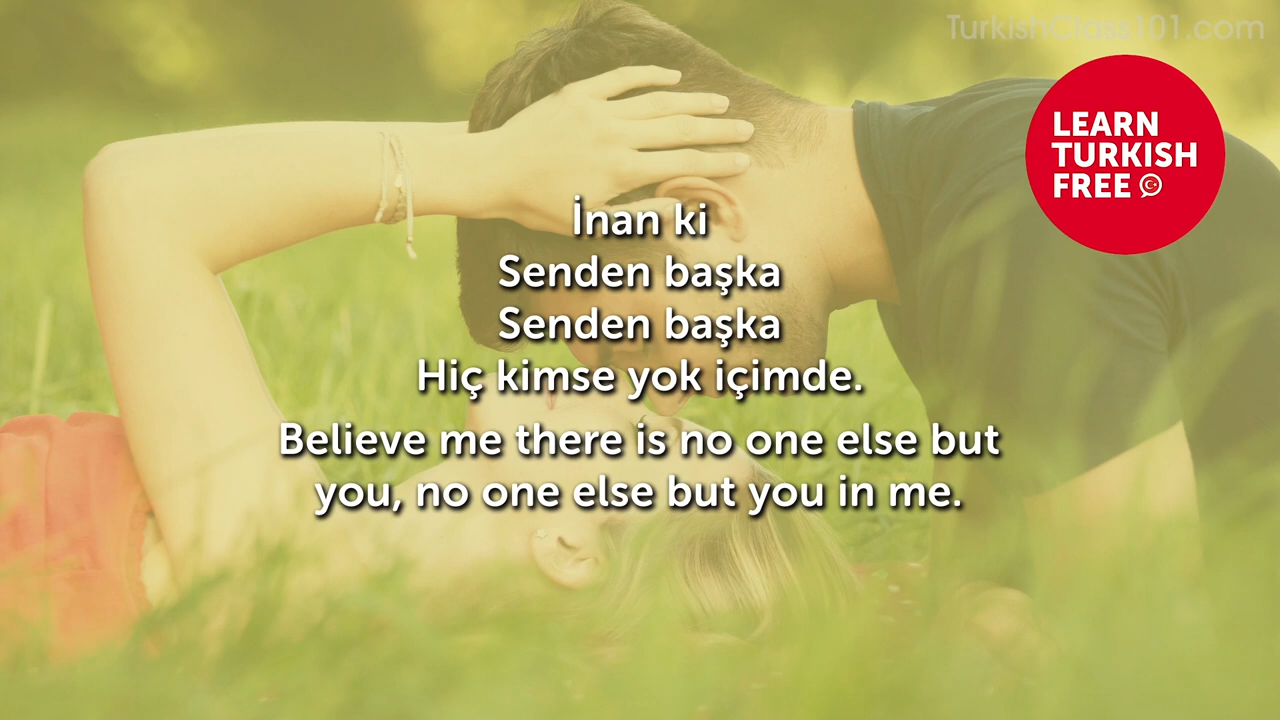 TurkishClass101.com
LEARN
TURKISH
FREE
İnan ki
Senden başka
Senden başka
Hiç kimse yok içimde.
Believe me there is no one else but
you, no one else but you in me.